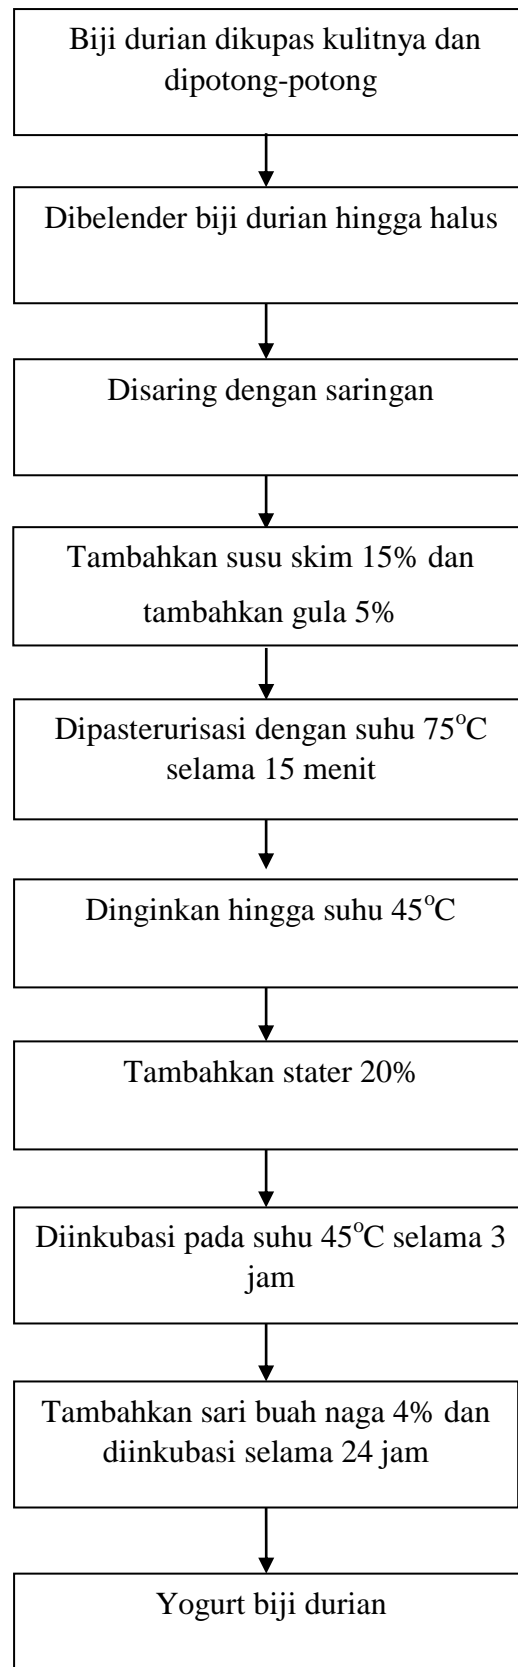 Biji durian dikupas kulitnya dan
dipotong-potong
Dibelender biji durian hingga halus
Disaring dengan saringan
Tambahkan susu skim 15% dan
tambahkan gula 5%
Dipasterurisasi dengan suhu 75°C
selama 15 menit
Dinginkan hingga suhu 45°C
Tambahkan stater 20%
Diinkubasi pada suhu 45°C selama 3
jam
Tambahkan sari buah naga 4% dan
diinkubasi selama 24 jam
Yogurt biji durian